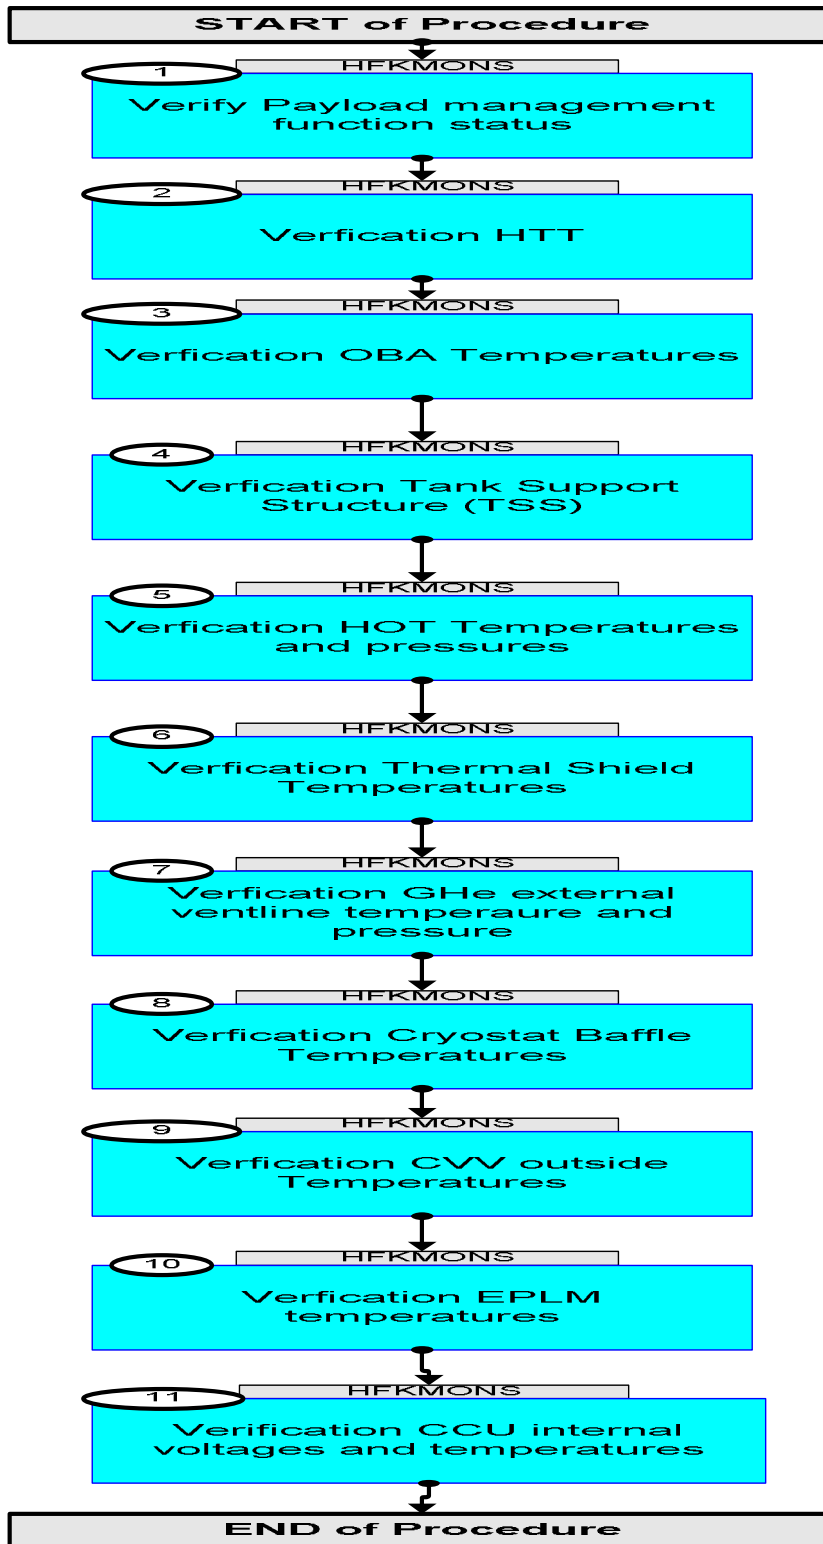 START of Procedure
HFKMONS
1
Verify Payload management
function status
HFKMONS
2
Verfication HTT
HFKMONS
3
Verfication OBA Temperatures
HFKMONS
4
Verfication Tank Support
Structure (TSS)
HFKMONS
5
Verfication HOT Temperatures
and pressures
HFKMONS
6
Verfication Thermal Shield
Temperatures
HFKMONS
7
Verfication GHe external
ventline temperaure and
pressure
HFKMONS
8
Verfication Cryostat Baffle
Temperatures
HFKMONS
9
Verfication CVV outside
Temperatures
HFKMONS
10
Verfication EPLM
temperatures
HFKMONS
11
Verification CCU internal
voltages and temperatures
END of Procedure